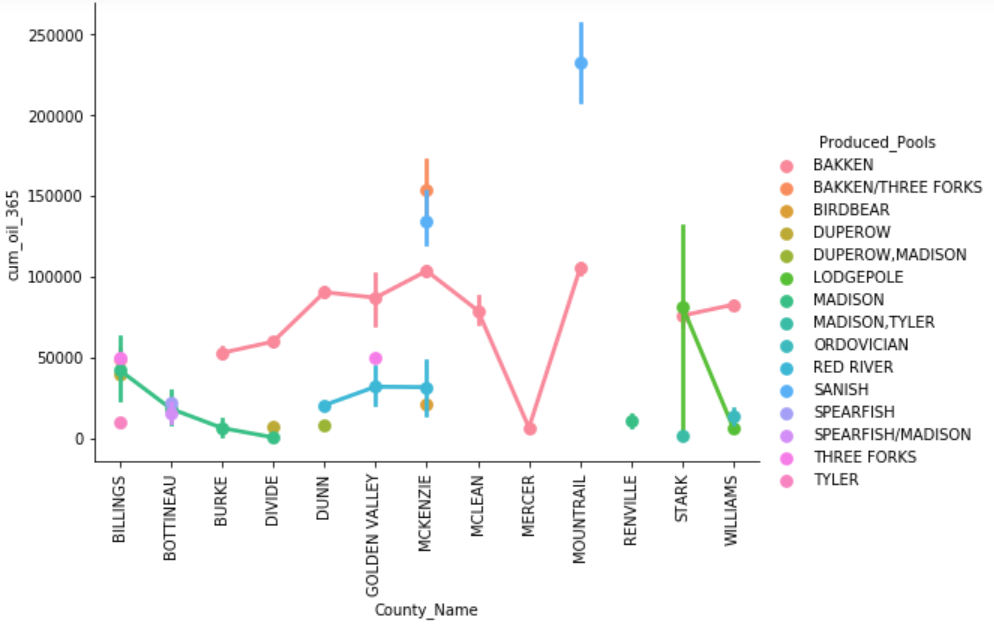 250000
200000
150000
100000
50000
0
cum_oil_365
BILLINGS
BOTTINEAU
BURKE
DIVIDE
DUNN
GOLDEN VALLEY
MCKENZIE
MCLEAN
MERCER
MOUNTRAIL
RENVILLE
STARK
WILLIAMS
County_Name
Produced_Pools
BAKKEN
BAKKEN/THREE FORKS
BIRDBEAR
DUPEROW
DUPEROW,MADISON
LODGEPOLE
MADISON
MADISON,TYLER
ORDOVICIAN
RED RIVER
SANISH
SPEARFISH
SPEARFISH/MADISON
THREE FORKS
TYLER